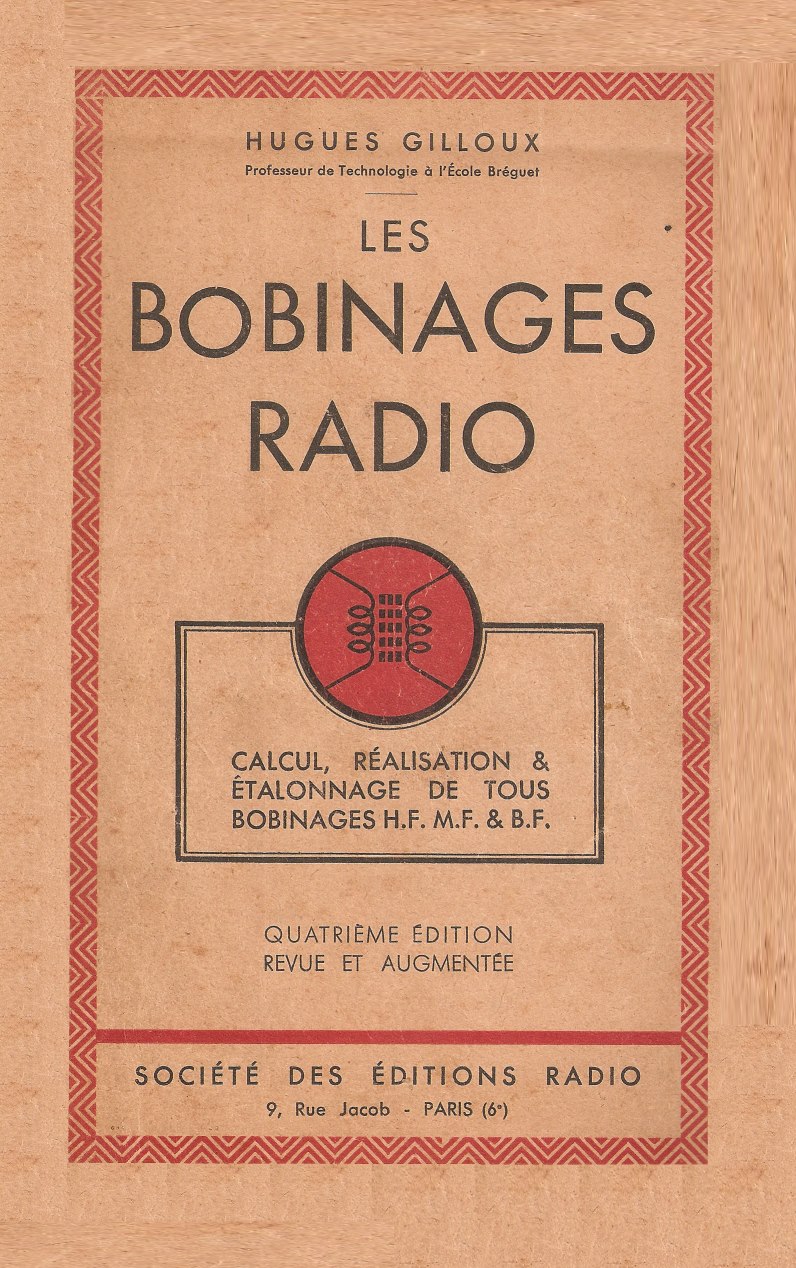 HUGUES GILLOUX
Professeur de Technologie à l'École Bréguet
LES
BOBINAGES
RADIO
CALCUL, RÉALISATION &
ÉTALONNAGE DE TOUS
BOBINAGES H.F. M.F. & B.F.
QUATRIÈME ÉDITION
REVUE ET AUGMENTÉE
SOCIÉTÉ DES ÉDITIONS RADIO
9, Rue Jacob - PARIS (6°)